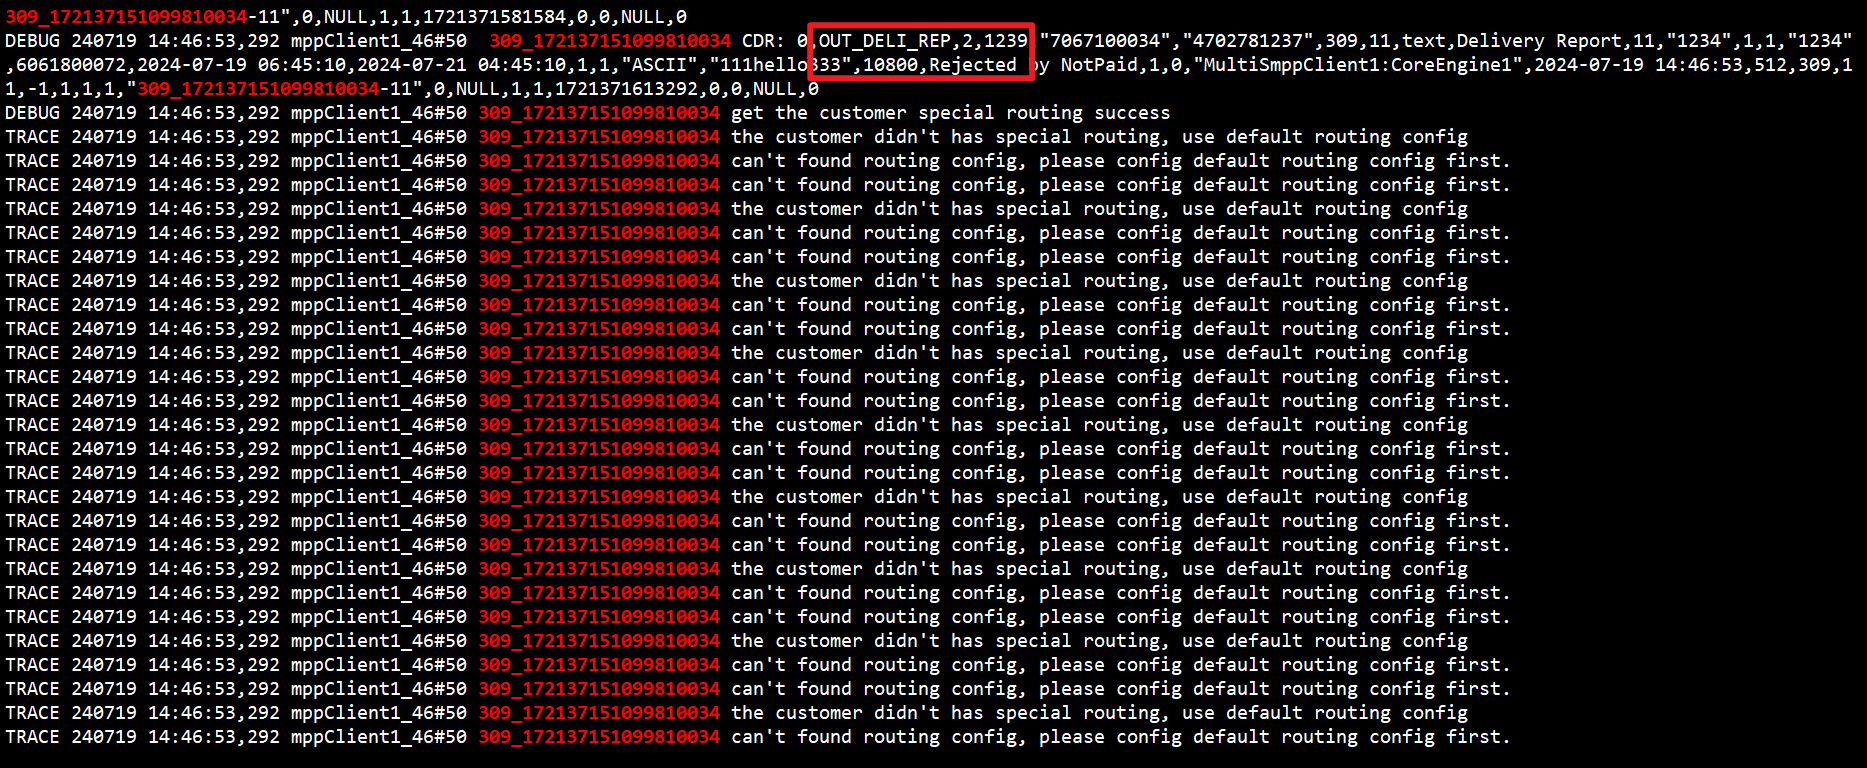 309_172137151099810034-11",0,NULL,1,1,1721371581584,0,0,NULL,0
DEBUG 240719 14:46:53,292 mppClient1_46#50  309_172137151099810034 CDR: 0,OUT_DELI_REP,2,1239,"7067100034","4702781237",309,11,text,Delivery Report,11,"1234",1,1,"1234"
,6061800072,2024-07-19 06:45:10,2024-07-21 04:45:10,1,1,"ASCII","111hello333",10800,Rejected by NotPaid,1,0,"MultiSmppClient1:CoreEngine1",2024-07-19 14:46:53,512,309,1
1,-1,1,1,1,"309_172137151099810034-11",0,NULL,1,1,1721371613292,0,0,NULL,0
DEBUG 240719 14:46:53,292 mppClient1_46#50 309_172137151099810034 get the customer special routing success
TRACE 240719 14:46:53,292 mppClient1_46#50 309_172137151099810034 the customer didn't has special routing, use default routing config
TRACE 240719 14:46:53,292 mppClient1_46#50 309_172137151099810034 can't found routing config, please config default routing config first.
TRACE 240719 14:46:53,292 mppClient1_46#50 309_172137151099810034 can't found routing config, please config default routing config first.
TRACE 240719 14:46:53,292 mppClient1_46#50 309_172137151099810034 the customer didn't has special routing, use default routing config
TRACE 240719 14:46:53,292 mppClient1_46#50 309_172137151099810034 can't found routing config, please config default routing config first.
TRACE 240719 14:46:53,292 mppClient1_46#50 309_172137151099810034 can't found routing config, please config default routing config first.
TRACE 240719 14:46:53,292 mppClient1_46#50 309_172137151099810034 the customer didn't has special routing, use default routing config
TRACE 240719 14:46:53,292 mppClient1_46#50 309_172137151099810034 can't found routing config, please config default routing config first.
TRACE 240719 14:46:53,292 mppClient1_46#50 309_172137151099810034 can't found routing config, please config default routing config first.
TRACE 240719 14:46:53,292 mppClient1_46#50 309_172137151099810034 the customer didn't has special routing, use default routing config
TRACE 240719 14:46:53,292 mppClient1_46#50 309_172137151099810034 can't found routing config, please config default routing config first.
TRACE 240719 14:46:53,292 mppClient1_46#50 309_172137151099810034 can't found routing config, please config default routing config first.
TRACE 240719 14:46:53,292 mppClient1_46#50 309_172137151099810034 the customer didn't has special routing, use default routing config
TRACE 240719 14:46:53,292 mppClient1_46#50 309_172137151099810034 can't found routing config, please config default routing config first.
TRACE 240719 14:46:53,292 mppClient1_46#50 309_172137151099810034 can't found routing config, please config default routing config first.
TRACE 240719 14:46:53,292 mppClient1_46#50 309_172137151099810034 the customer didn't has special routing, use default routing config
TRACE 240719 14:46:53,292 mppClient1_46#50 309_172137151099810034 can't found routing config, please config default routing config first.
TRACE 240719 14:46:53,292 mppClient1_46#50 309_172137151099810034 can't found routing config, please config default routing config first.
TRACE 240719 14:46:53,292 mppClient1_46#50 309_172137151099810034 the customer didn't has special routing, use default routing config
TRACE 240719 14:46:53,292 mppClient1_46#50 309_172137151099810034 can't found routing config, please config default routing config first.
TRACE 240719 14:46:53,292 mppClient1_46#50 309_172137151099810034 can't found routing config, please config default routing config first.
TRACE 240719 14:46:53,292 mppClient1_46#50 309_172137151099810034 the customer didn't has special routing, use default routing config
TRACE 240719 14:46:53,292 mppClient1_46#50 309_172137151099810034 can't found routing config, please config default routing config first.
TRACE 240719 14:46:53,292 mppClient1_46#50 309_172137151099810034 can't found routing config, please config default routing config first.
TRACE 240719 14:46:53,292 mppClient1_46#50 309_172137151099810034 the customer didn't has special routing, use default routing config
TRACE 240719 14:46:53,292 mppClient1_46#50 309_172137151099810034 can't found routing config, please config default routing config first.